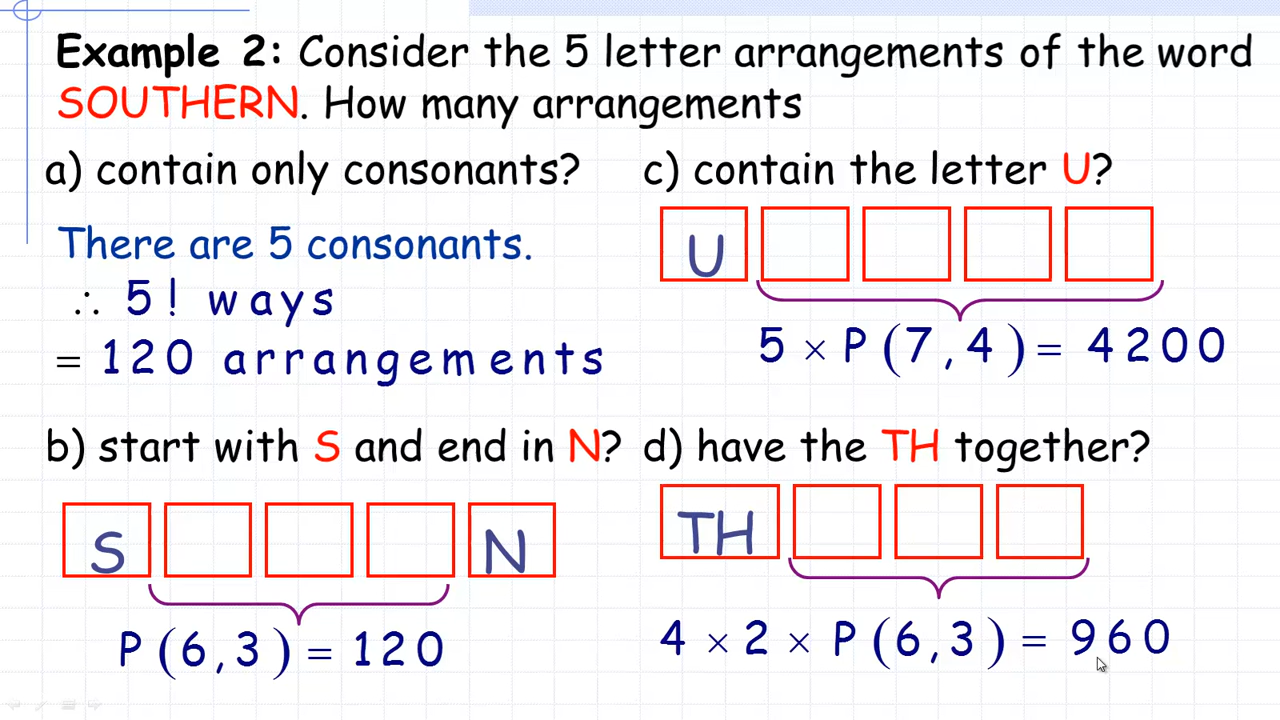 Example 2: Consider the 5 letter arrangements of the word
SOUTHERN. How many arrangements
a) contain only consonants?
There are 5 consonants.
∴ 5! ways
= 120 arrangements
b) start with S and end in N?
S N
P(6,3) = 120
c) contain the letter U?
U
5 × P(7,4) = 4200
d) have the TH together?
TH
4 × 2 × P(6,3) = 960